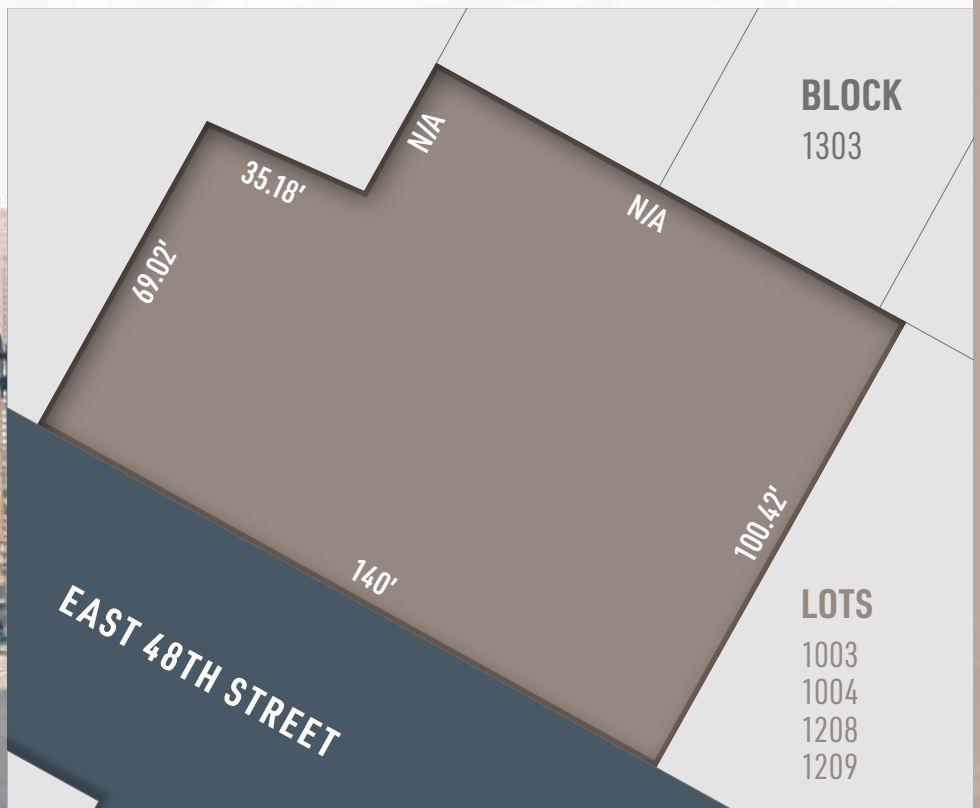 BLOCK
1303
N/A
35.18'
N/A
69.02'
100.42'
140'
EAST 48TH STREET
LOTS
1003
1004
1208
1209